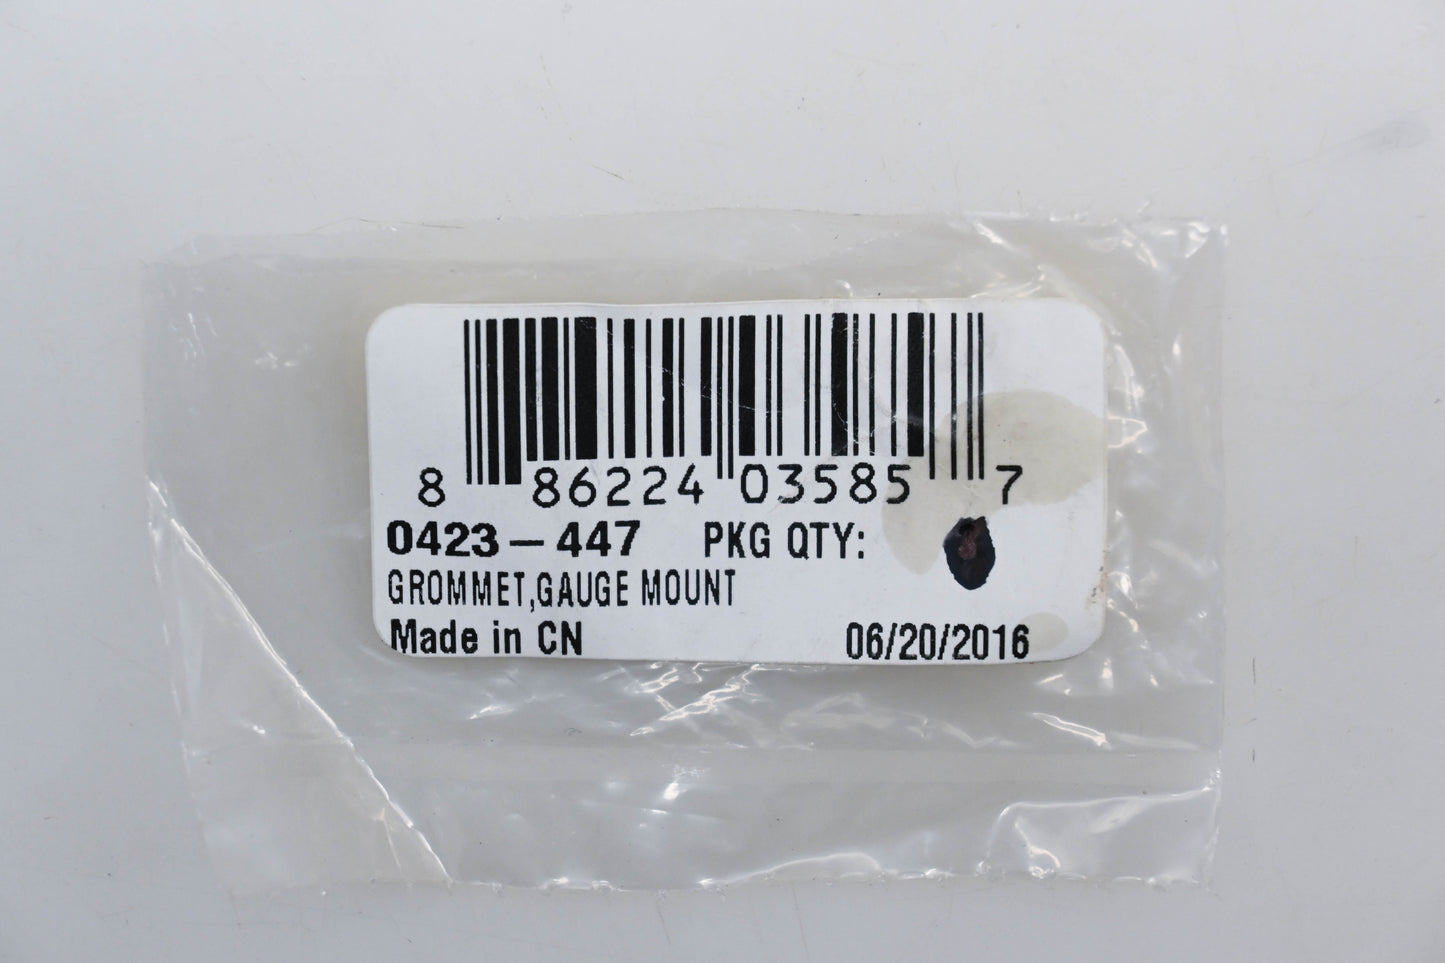 8 86224 03585 7
0423-447 PKG QTY:
GROMMET,GAUGE MOUNT
Made in CN 06/20/2016